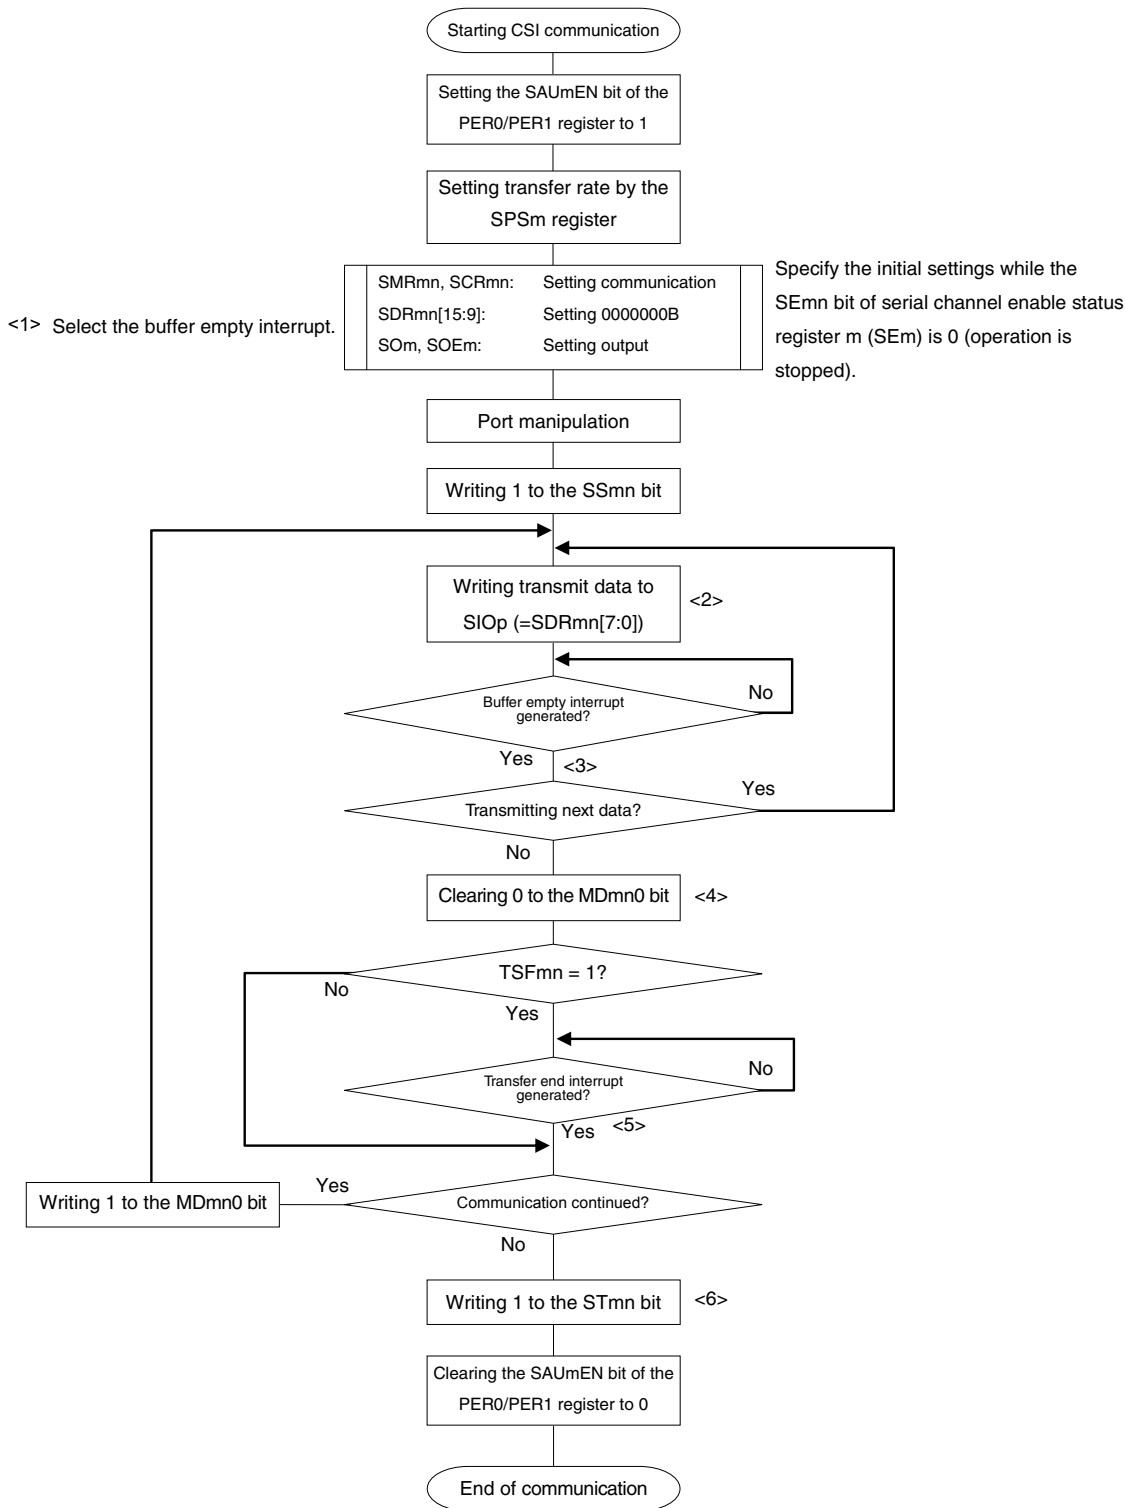 Starting CSI communication
Setting the SAUmEN bit of the
PER0/PER1 register to 1
Setting transfer rate by the
SPSm register
<1> Select the buffer empty interrupt.
SMRmn, SCRmn: Setting communication
SDRmn[15:9]: Setting 0000000B
SOm, SOEm: Setting output
Specify the initial settings while the
SEmn bit of serial channel enable status
register m (SEm) is 0 (operation is
stopped).
Port manipulation
Writing 1 to the SSmn bit
Writing transmit data to
SIOp (=SDRmn[7:0])
<2>
No
Buffer empty interrupt
generated?
Yes
<3>
Yes
Transmitting next data?
No
Clearing 0 to the MDmn0 bit
<4>
TSFmn = 1?
No
Yes
No
Transfer end interrupt
generated?
Yes
<5>
Writing 1 to the MDmn0 bit
Yes
Communication continued?
No
Writing 1 to the STmn bit
<6>
Clearing the SAUmEN bit of the
PER0/PER1 register to 0
End of communication